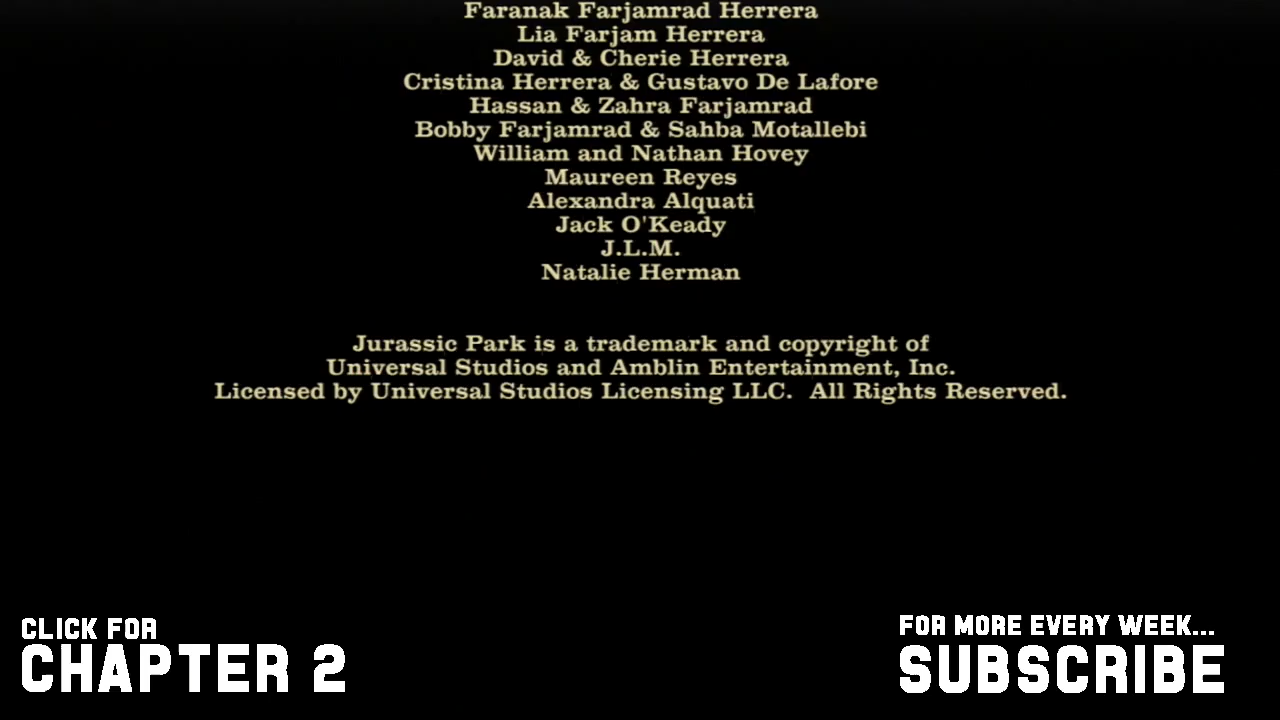 Faranak Farjamrad Herrera
Lia Farjam Herrera
David & Cherie Herrera
Cristina Herrera & Gustavo De Lafore
Hassan & Zahra Farjamrad
Bobby Farjamrad & Sahba Motallebi
William and Nathan Hovey
Maureen Reyes
Alexandra Alquati
Jack O'Keady
J.L.M.
Natalie Herman
Jurassic Park is a trademark and copyright of
Universal Studios and Amblin Entertainment, Inc.
Licensed by Universal Studios Licensing LLC.  All Rights Reserved.
CLICK FOR
CHAPTER 2
FOR MORE EVERY WEEK...
SUBSCRIBE